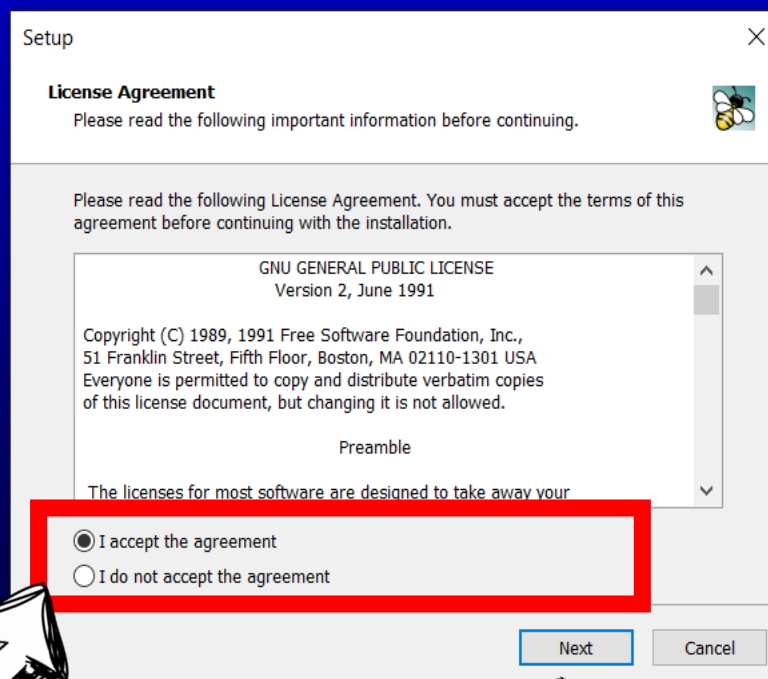 Setup
License Agreement
Please read the following important information before continuing.
Please read the following License Agreement. You must accept the terms of this
agreement before continuing with the installation.
GNU GENERAL PUBLIC LICENSE
Version 2, June 1991
Copyright (C) 1989, 1991 Free Software Foundation, Inc.,
51 Franklin Street, Fifth Floor, Boston, MA 02110-1301 USA
Everyone is permitted to copy and distribute verbatim copies
of this license document, but changing it is not allowed.
Preamble
The licenses for most software are designed to take away your
I accept the agreement
I do not accept the agreement
Next
Cancel